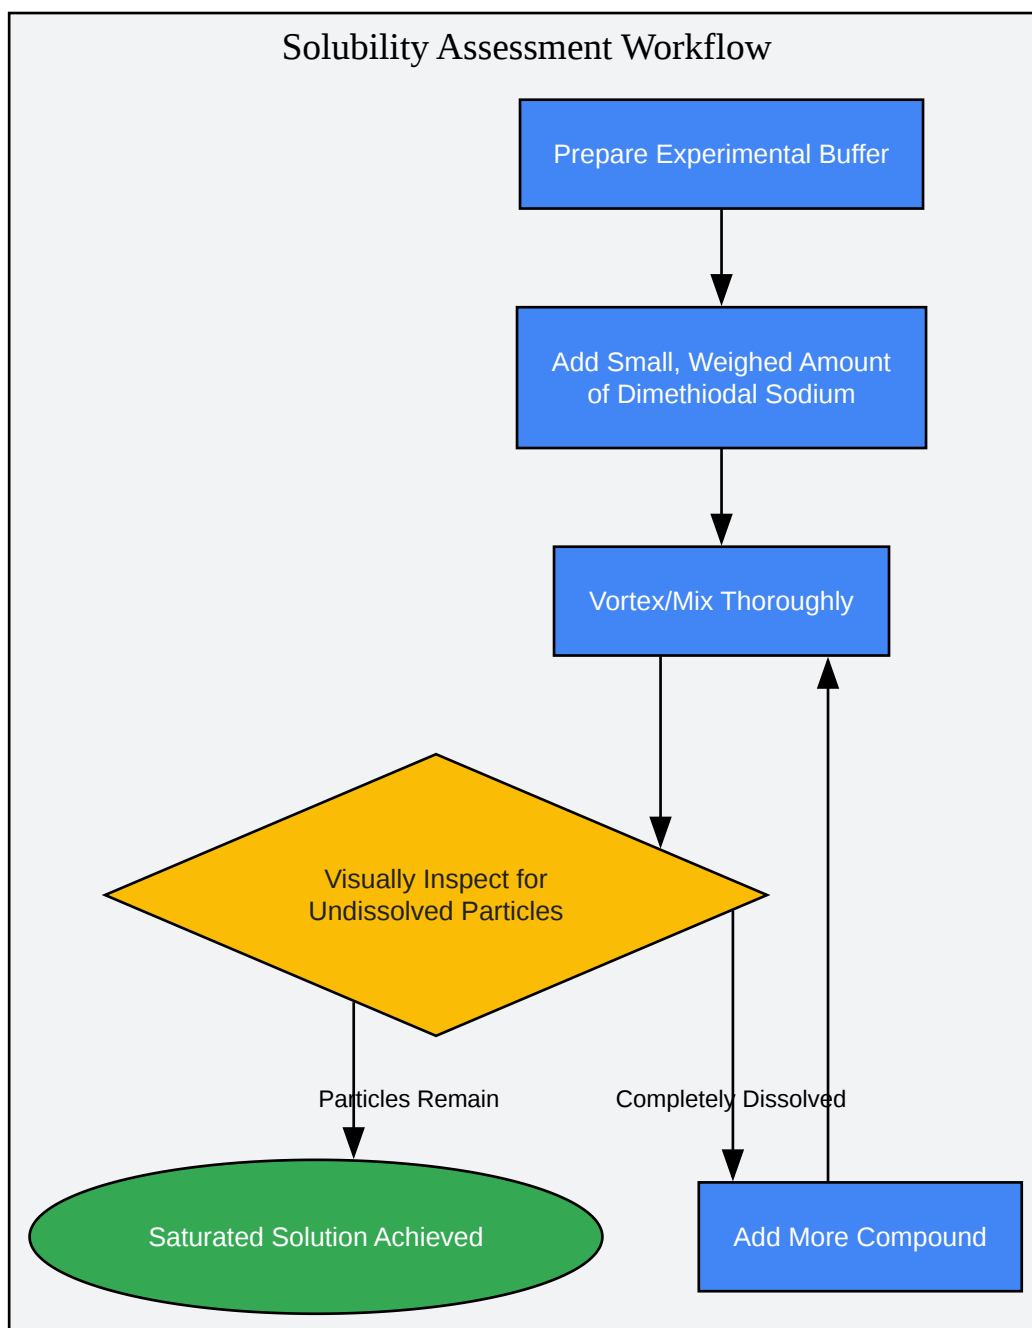 Solubility Assessment Workflow
Prepare Experimental Buffer
Add Small, Weighed Amount
of Dimethiodal Sodium
Vortex/Mix Thoroughly
Visually Inspect for
Undissolved Particles
Particles Remain
Completely Dissolved
Saturated Solution Achieved
Add More Compound